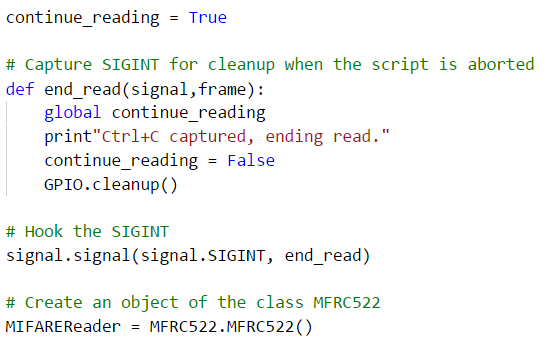 continue_reading = True
# Capture SIGINT for cleanup when the script is aborted
def end_read(signal,frame):
    global continue_reading
    print"Ctrl+C captured, ending read."
    continue_reading = False
    GPIO.cleanup()
# Hook the SIGINT
signal.signal(signal.SIGINT, end_read)
# Create an object of the class MFRC522
MIFAREReader = MFRC522.MFRC522()